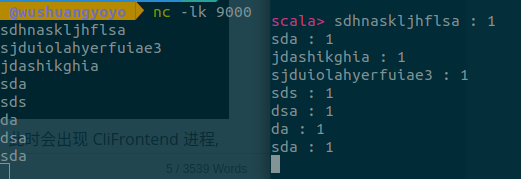 @wushuangyoyo nc -lk 9000
sdhnaskljhflsa
sjduiolahyerfuiae3
jdashikghia
sda
sds
da
dsa
时会出现 CliFrontend 进程,
sda
5 / 3539 Words
scala> sdhnaskljhflsa : 1
sda : 1
jdashikghia : 1
sjduiolahyerfuiae3 : 1
sds : 1
dsa : 1
da : 1
sda : 1